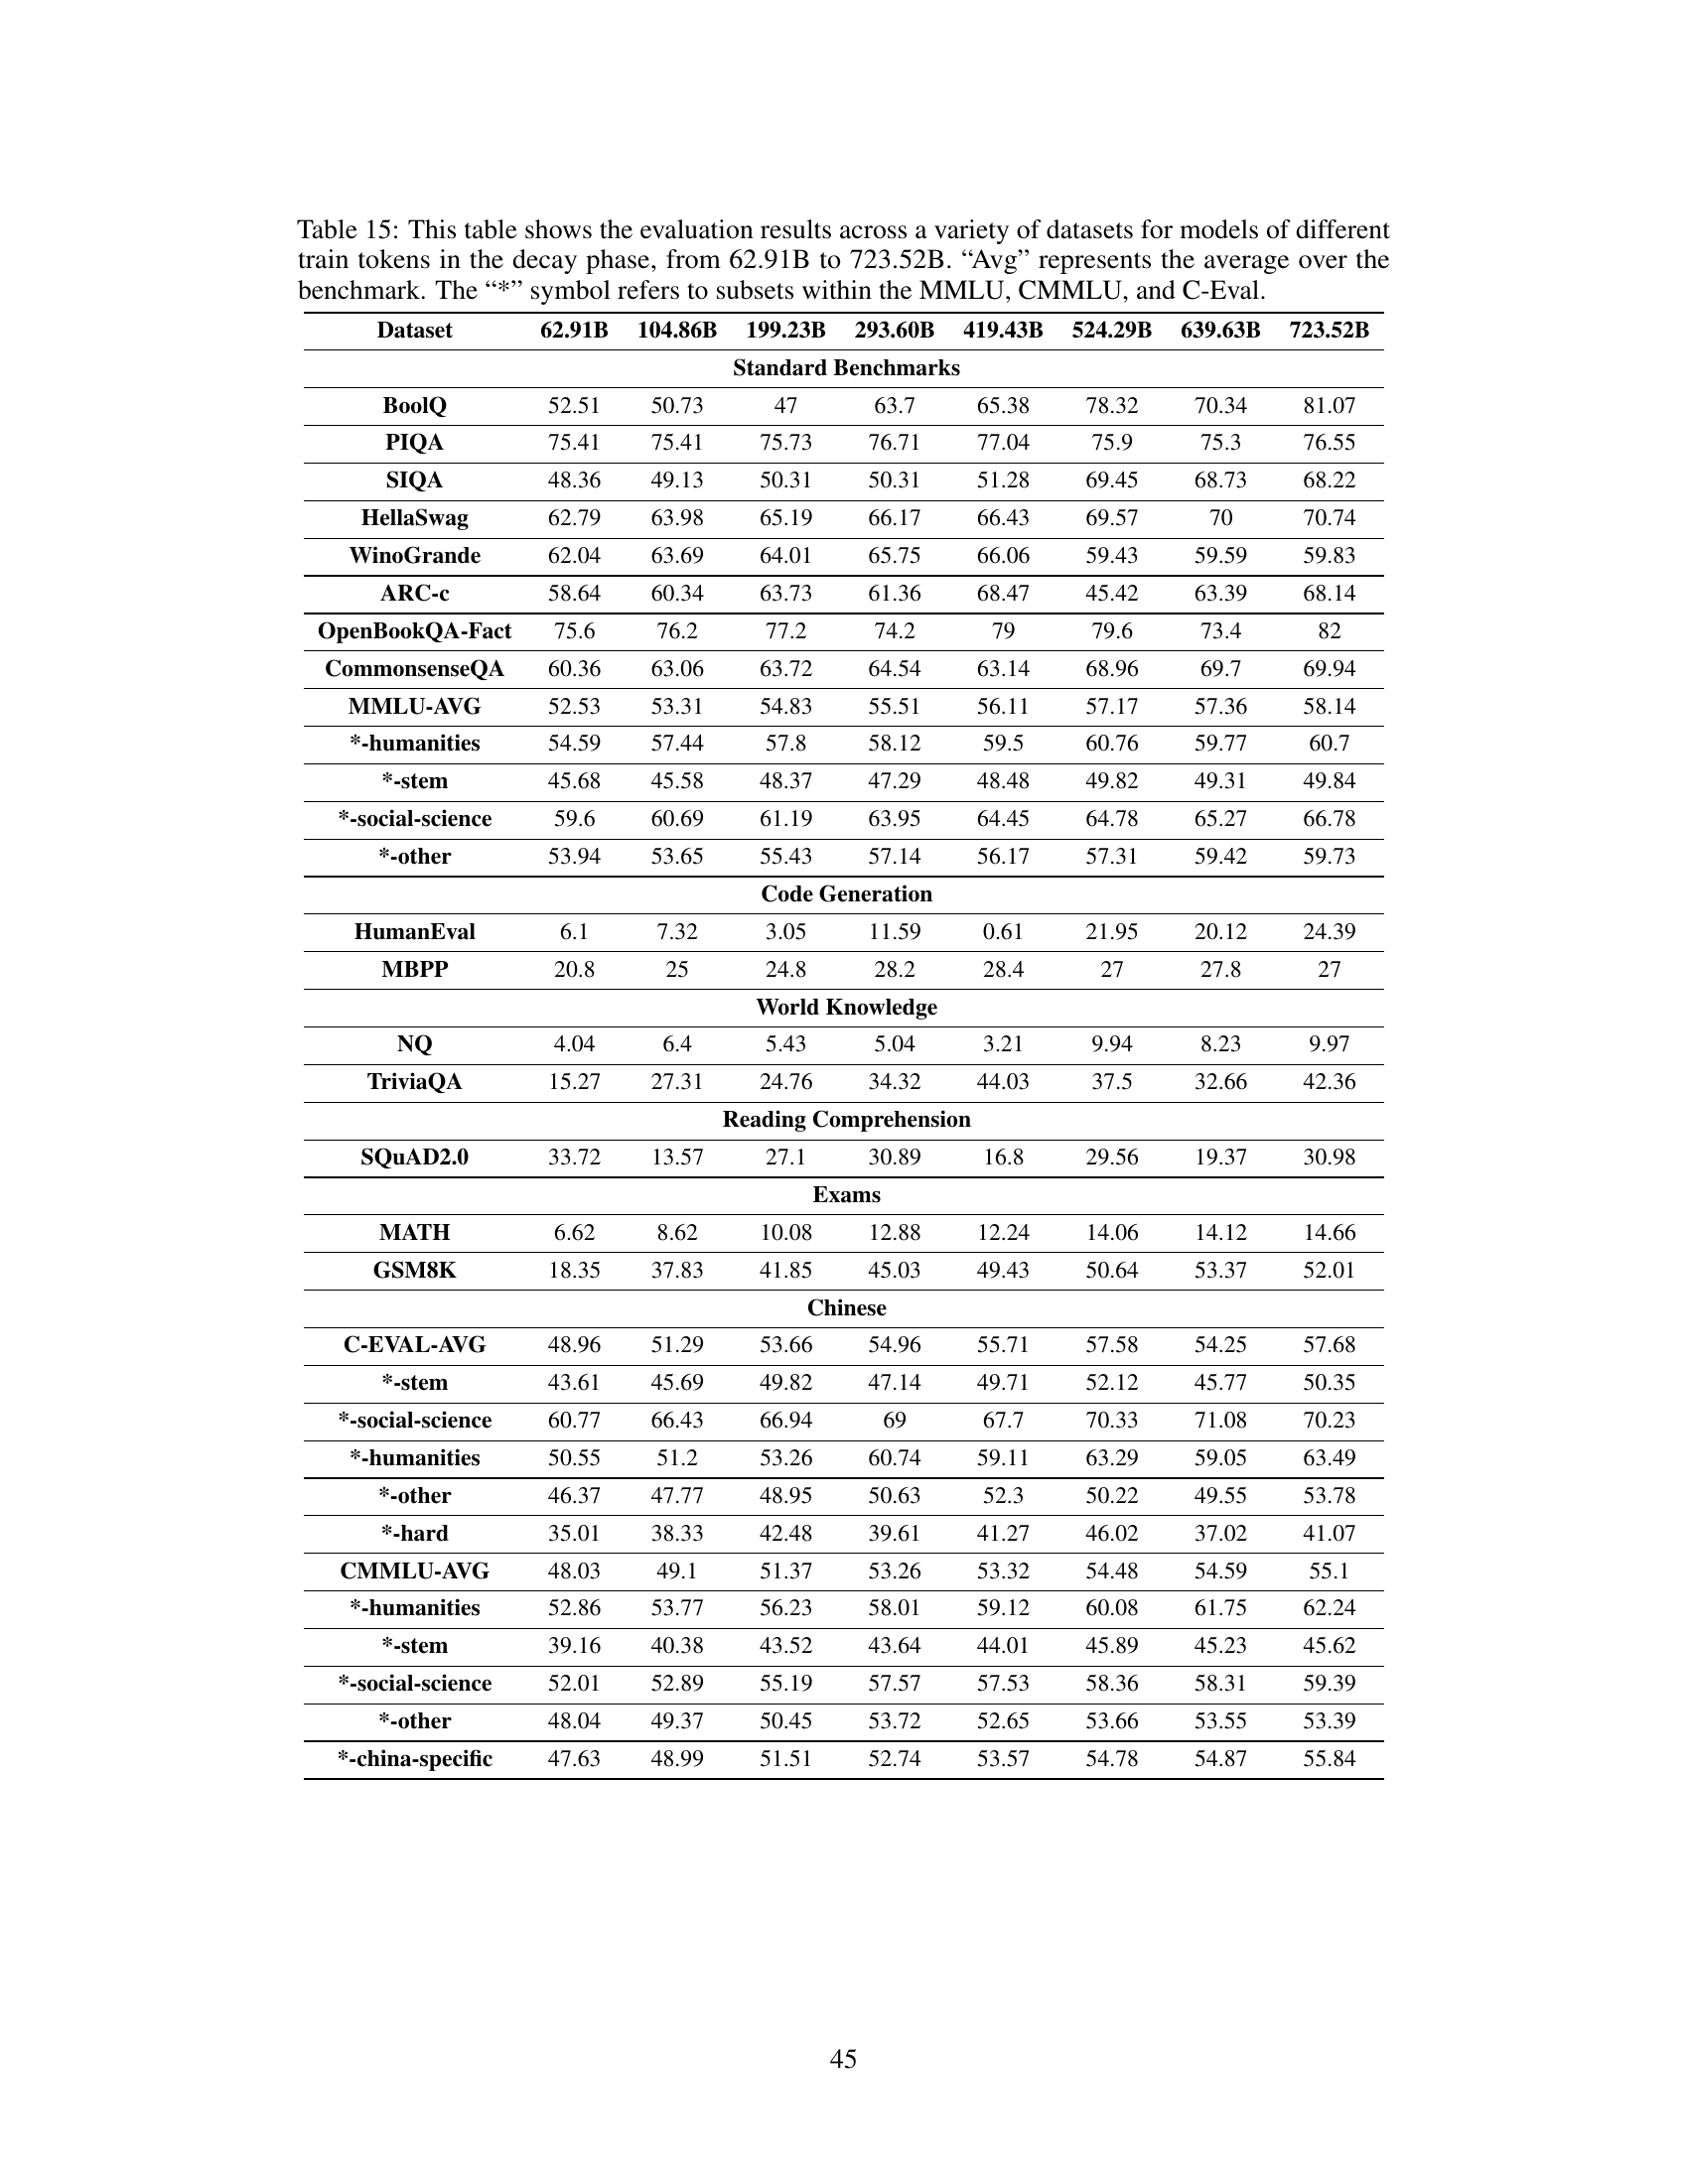 Table 15: This table shows the evaluation results across a variety of datasets for models of different
train tokens in the decay phase, from 62.91B to 723.52B. “Avg” represents the average over the
benchmark. The “*” symbol refers to subsets within the MMLU, CMMLU, and C-Eval.
Dataset 62.91B 104.86B 199.23B 293.60B 419.43B 524.29B 639.63B 723.52B
Standard Benchmarks
BoolQ 52.51 50.73 47 63.7 65.38 78.32 70.34 81.07
PIQA 75.41 75.41 75.73 76.71 77.04 75.9 75.3 76.55
SIQA 48.36 49.13 50.31 50.31 51.28 69.45 68.73 68.22
HellaSwag 62.79 63.98 65.19 66.17 66.43 69.57 70 70.74
WinoGrande 62.04 63.69 64.01 65.75 66.06 59.43 59.59 59.83
ARC-c 58.64 60.34 63.73 61.36 68.47 45.42 63.39 68.14
OpenBookQA-Fact 75.6 76.2 77.2 74.2 79 79.6 73.4 82
CommonsenseQA 60.36 63.06 63.72 64.54 63.14 68.96 69.7 69.94
MMLU-AVG 52.53 53.31 54.83 55.51 56.11 57.17 57.36 58.14
*-humanities 54.59 57.44 57.8 58.12 59.5 60.76 59.77 60.7
*-stem 45.68 45.58 48.37 47.29 48.48 49.82 49.31 49.84
*-social-science 59.6 60.69 61.19 63.95 64.45 64.78 65.27 66.78
*-other 53.94 53.65 55.43 57.14 56.17 57.31 59.42 59.73
Code Generation
HumanEval 6.1 7.32 3.05 11.59 0.61 21.95 20.12 24.39
MBPP 20.8 25 24.8 28.2 28.4 27 27.8 27
World Knowledge
NQ 4.04 6.4 5.43 5.04 3.21 9.94 8.23 9.97
TriviaQA 15.27 27.31 24.76 34.32 44.03 37.5 32.66 42.36
Reading Comprehension
SQuAD2.0 33.72 13.57 27.1 30.89 16.8 29.56 19.37 30.98
Exams
MATH 6.62 8.62 10.08 12.88 12.24 14.06 14.12 14.66
GSM8K 18.35 37.83 41.85 45.03 49.43 50.64 53.37 52.01
Chinese
C-EVAL-AVG 48.96 51.29 53.66 54.96 55.71 57.58 54.25 57.68
*-stem 43.61 45.69 49.82 47.14 49.71 52.12 45.77 50.35
*-social-science 60.77 66.43 66.94 69 67.7 70.33 71.08 70.23
*-humanities 50.55 51.2 53.26 60.74 59.11 63.29 59.05 63.49
*-other 46.37 47.77 48.95 50.63 52.3 50.22 49.55 53.78
*-hard 35.01 38.33 42.48 39.61 41.27 46.02 37.02 41.07
CMMLU-AVG 48.03 49.1 51.37 53.26 53.32 54.48 54.59 55.1
*-humanities 52.86 53.77 56.23 58.01 59.12 60.08 61.75 62.24
*-stem 39.16 40.38 43.52 43.64 44.01 45.89 45.23 45.62
*-social-science 52.01 52.89 55.19 57.57 57.53 58.36 58.31 59.39
*-other 48.04 49.37 50.45 53.72 52.65 53.66 53.55 53.39
*-china-specific 47.63 48.99 51.51 52.74 53.57 54.78 54.87 55.84
45